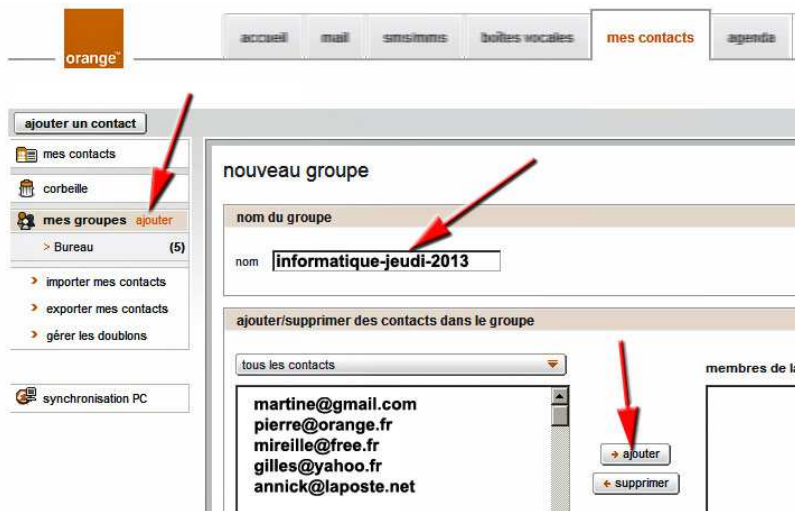 orange™
accueil mail sms/mms boîtes vocales mes contacts agenda
ajouter un contact
mes contacts
corbeille
mes groupes ajouter
> Bureau (5)
importer mes contacts
exporter mes contacts
gérer les doublons
synchronisation PC
nouveau groupe
nom du groupe
nom informatique-jeudi-2013
ajouter/supprimer des contacts dans le groupe
tous les contacts
martine@gmail.com
pierre@orange.fr
mireille@free.fr
gilles@yahoo.fr
annick@laposte.net
ajouter
supprimer
membres de